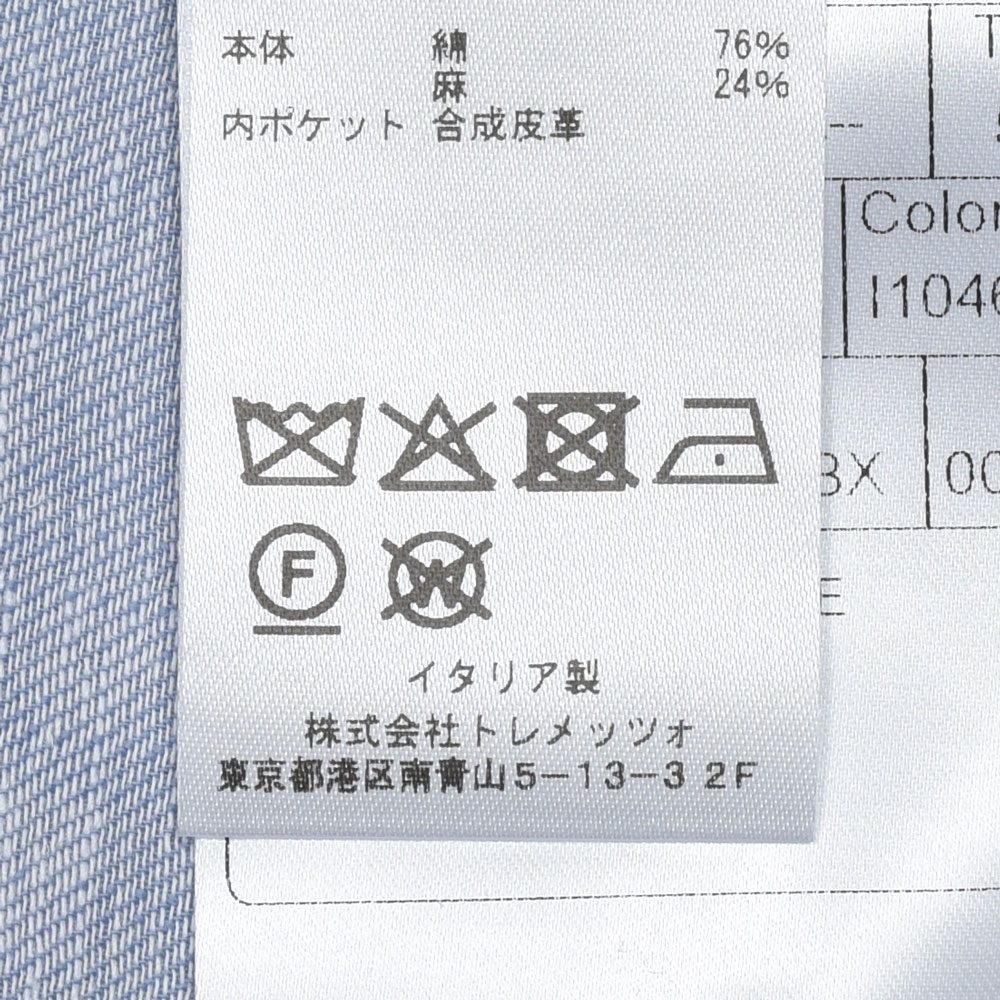 本体 綿 76%
麻 24%
内ポケット 合成皮革
--
Color
I1046
3X
00
E
F
W
イタリア製
株式会社トレメッツォ
東京都港区南青山5-13-3 2F